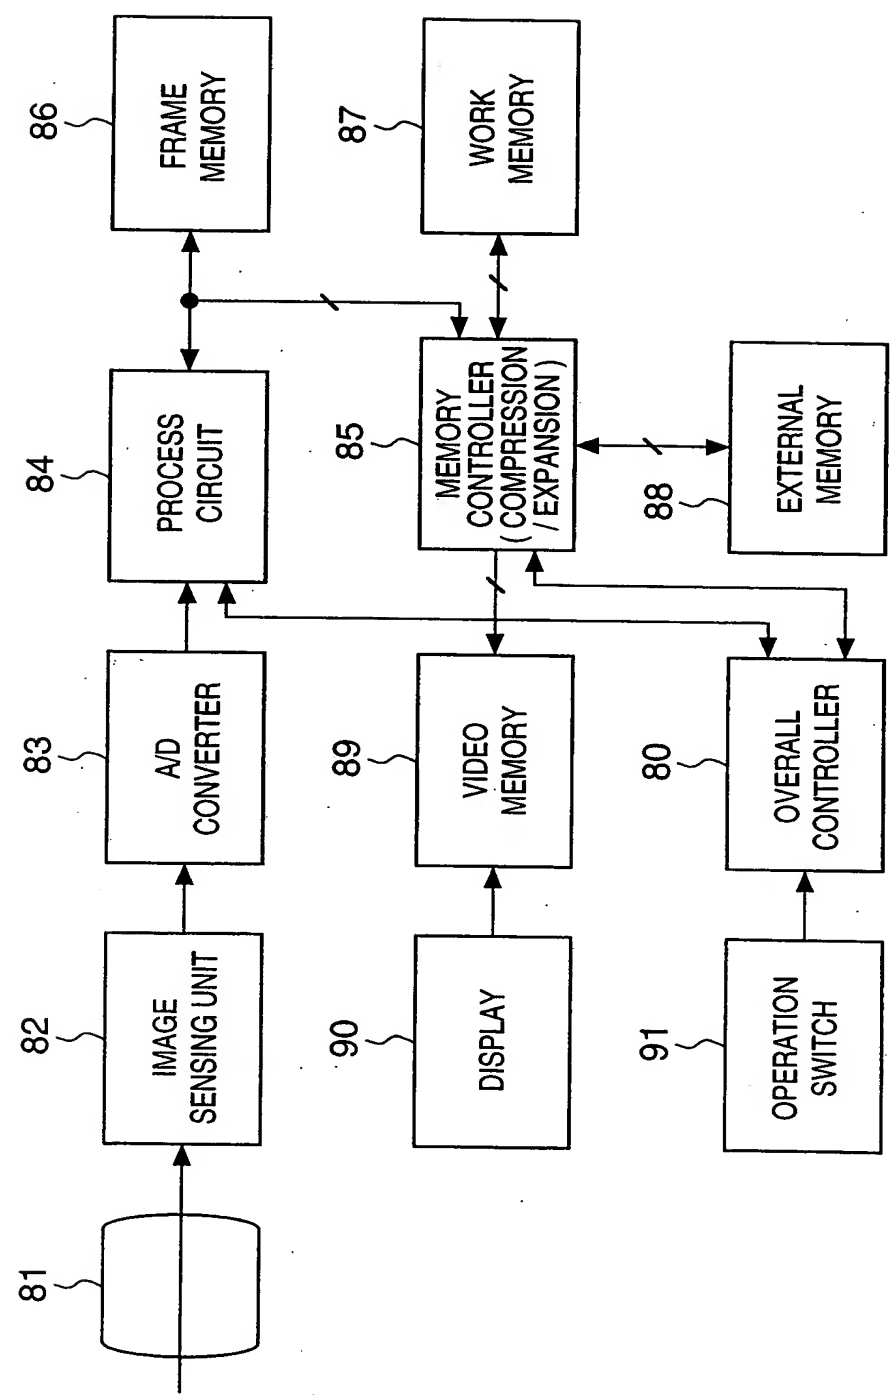 81
82
IMAGE
SENSING UNIT
83
A/D
CONVERTER
84
PROCESS
CIRCUIT
86
FRAME
MEMORY
90
DISPLAY
89
VIDEO
MEMORY
85
MEMORY
CONTROLLER
(COMPRESSION
/ EXPANSION)
87
WORK
MEMORY
91
OPERATION
SWITCH
80
OVERALL
CONTROLLER
88
EXTERNAL
MEMORY